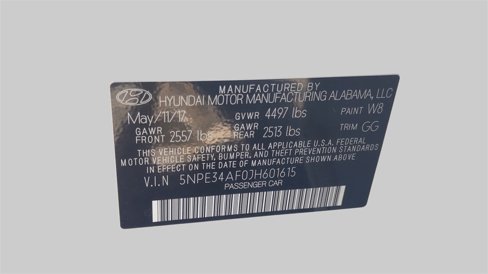 MANUFACTURED BY
HYUNDAI MOTOR MANUFACTURING ALABAMA, LLC
May/11/17 GVWR 4497 lbs PAINT W8
GAWR FRONT 2557 lbs GAWR REAR 2513 lbs TRIM GG
THIS VEHICLE CONFORMS TO ALL APPLICABLE U.S.A. FEDERAL
MOTOR VEHICLE SAFETY, BUMPER, AND THEFT PREVENTION STANDARDS
IN EFFECT ON THE DATE OF MANUFACTURE SHOWN ABOVE.
V.I.N 5NPE34AF0JH601615
PASSENGER CAR